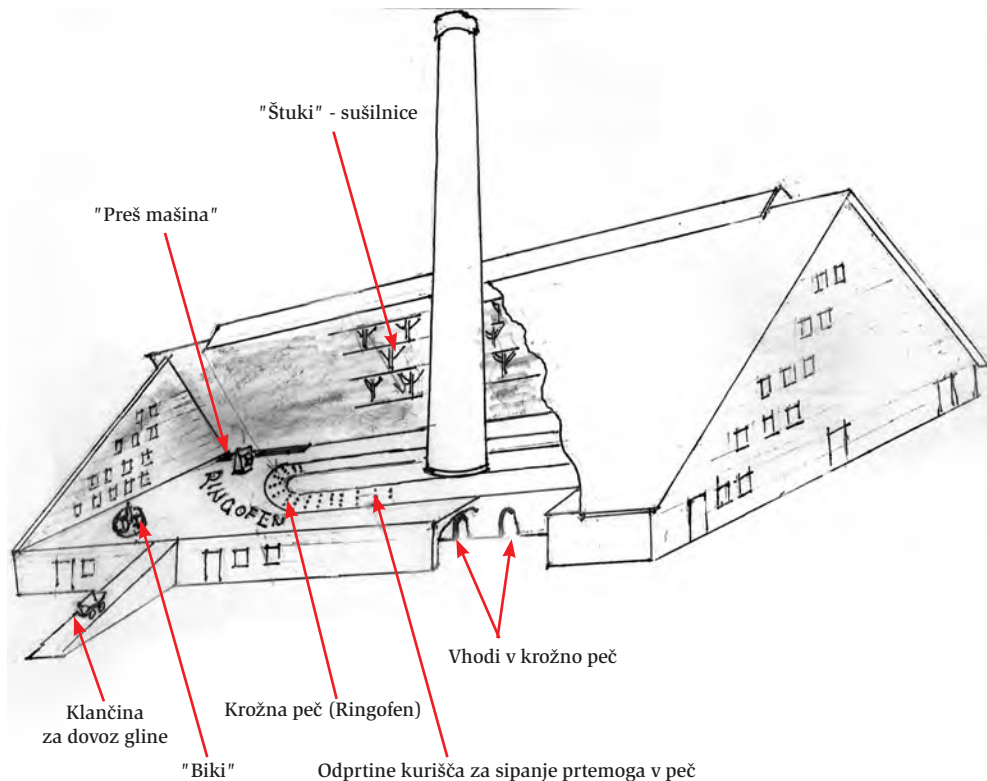 "Štuki" - sušilnice
"Preš mašina"
RINGOFEN
Vhodi v krožno peč
Klančina
za dovoz gline
Krožna peč (Ringofen)
"Biki"
Odprtine kurišča za sipanje prtemoga v peč